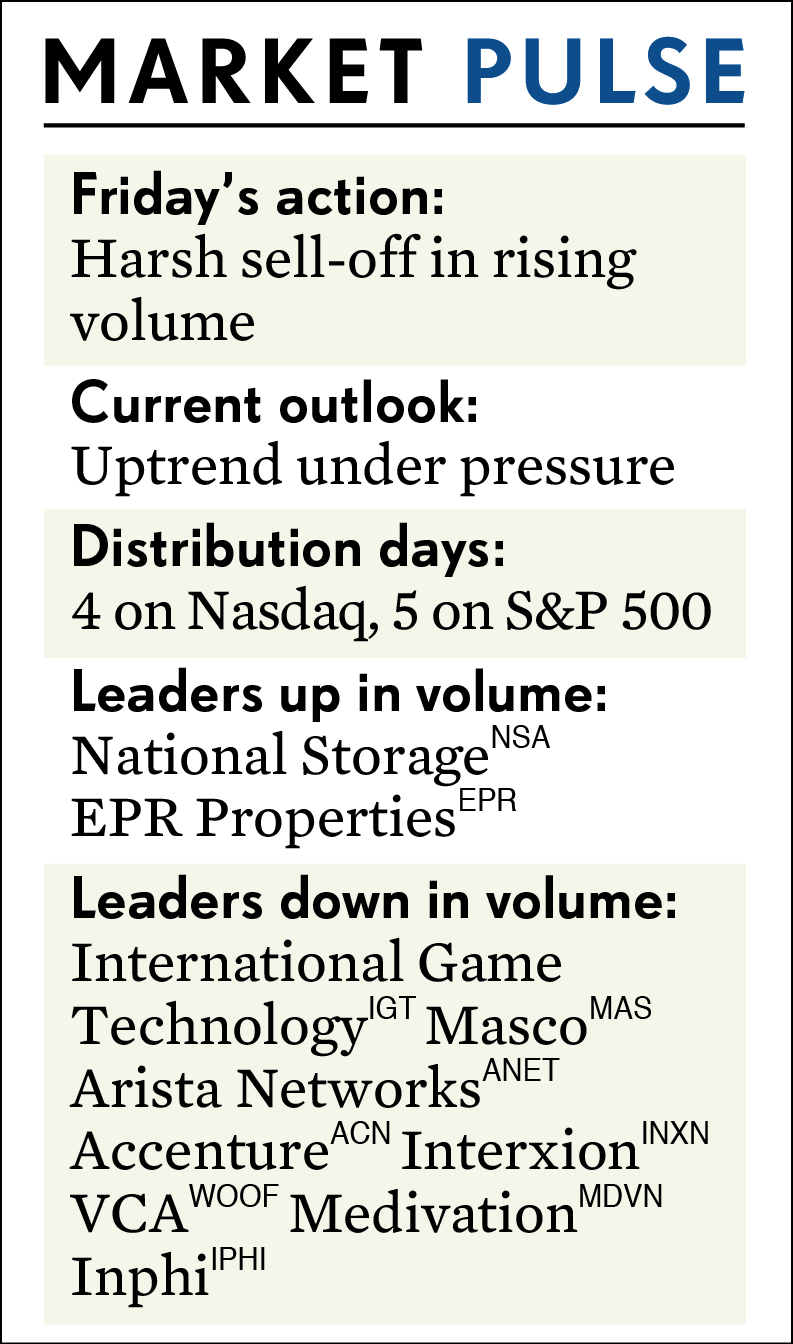 MARKET PULSE
Friday’s action:
Harsh sell-off in rising
volume
Current outlook:
Uptrend under pressure
Distribution days:
4 on Nasdaq, 5 on S&P 500
Leaders up in volume:
National Storage NSA
EPR Properties EPR
Leaders down in volume:
International Game
Technology IGT Masco MAS
Arista Networks ANET
Accenture ACN Interxion INXN
VCA WOOF Medivation MDVN
Inphi IPHI